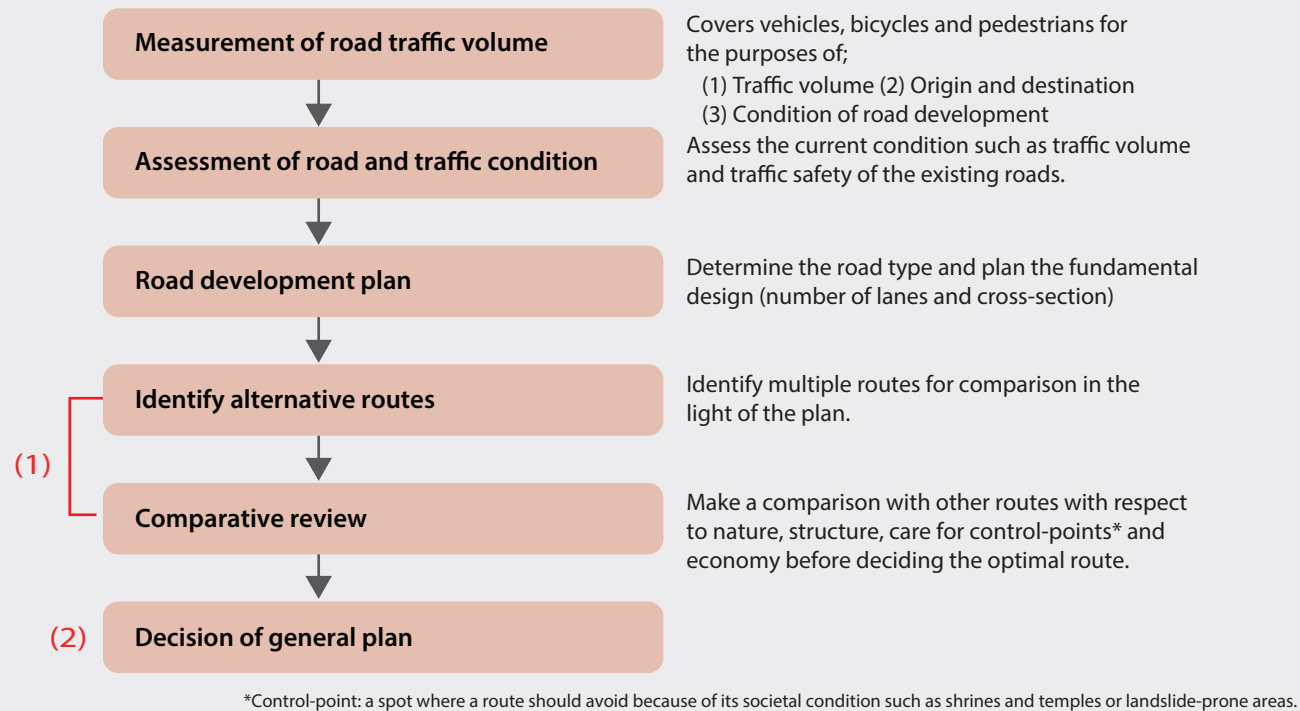 Measurement of road traffic volume
Covers vehicles, bicycles and pedestrians for
the purposes of;
(1) Traffic volume (2) Origin and destination
(3) Condition of road development
Assessment of road and traffic condition
Assess the current condition such as traffic volume
and traffic safety of the existing roads.
Road development plan
Determine the road type and plan the fundamental
design (number of lanes and cross-section)
Identify alternative routes
Identify multiple routes for comparison in the
light of the plan.
(1)
Comparative review
Make a comparison with other routes with respect
to nature, structure, care for control-points* and
economy before deciding the optimal route.
(2)
Decision of general plan
*Control-point: a spot where a route should avoid because of its societal condition such as shrines and temples or landslide-prone areas.